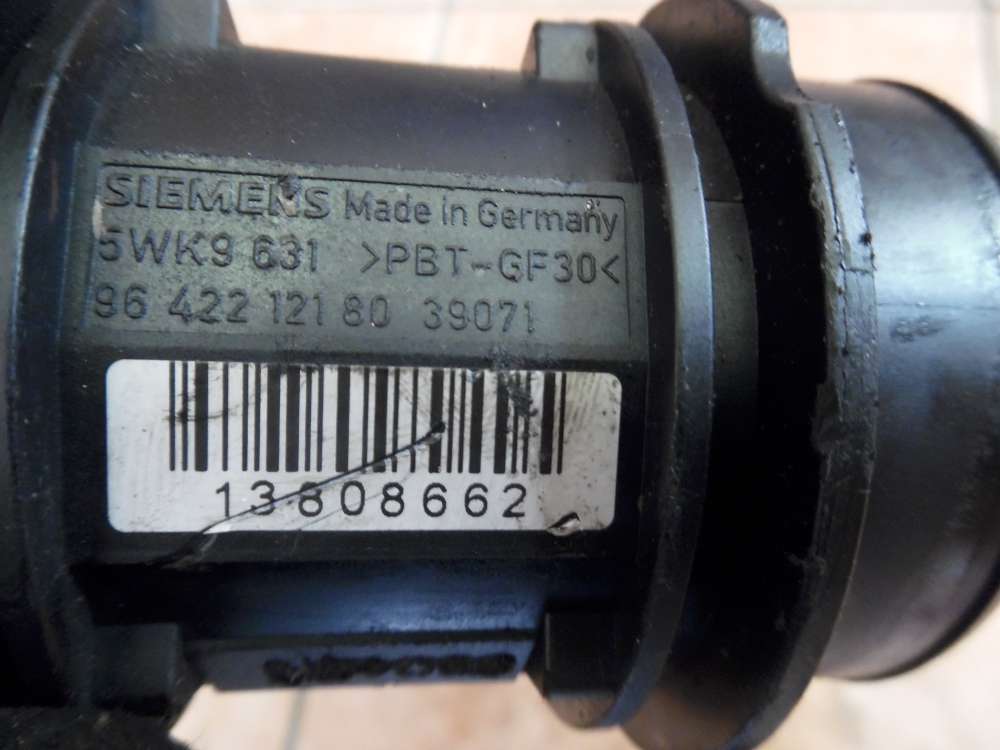 SIEMENS Made in Germany
5WK9 631 >PBT-GF30<
96 422 121 80 39071
13808662